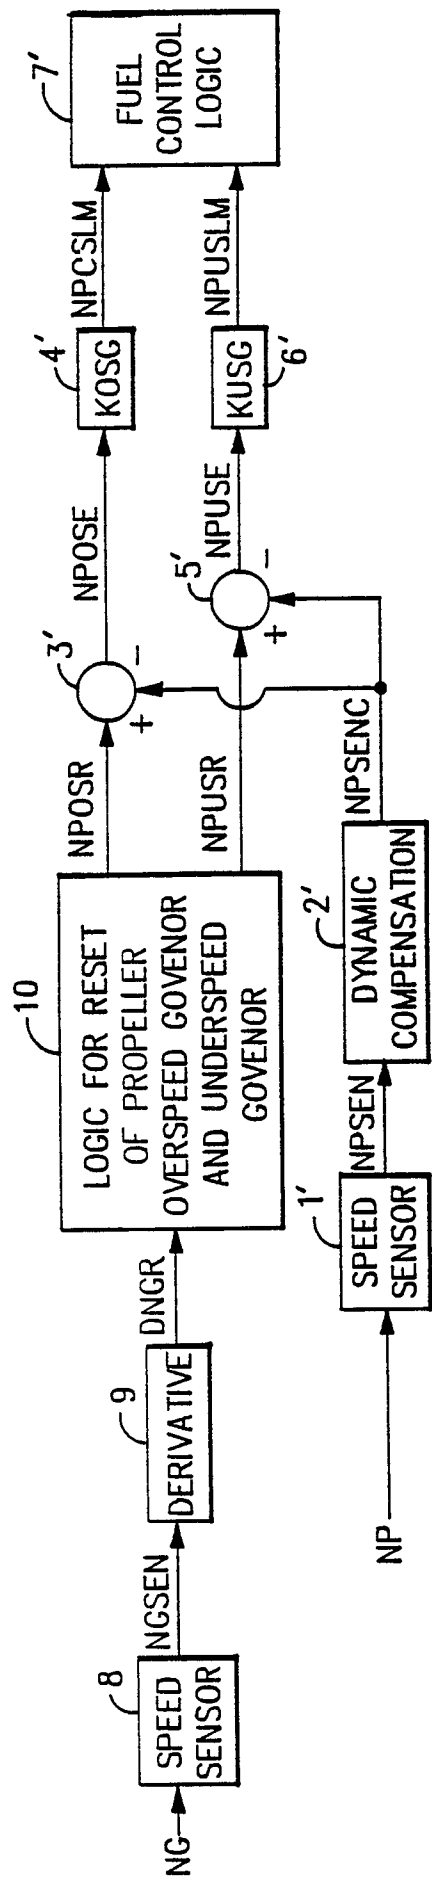 NG
8
SPEED
SENSOR
NGSEN
9
DERIVATIVE
DNGR
10
LOGIC FOR RESET
OF PROPELLER
OVERSPEED GOVENOR
AND UNDERSPEED
GOVENOR
NPOSR
3'
+
-
NPOSE
4'
KOSG
NPCSLM
7'
FUEL
CONTROL
LOGIC
NPUSR
5'
+
-
NPUSE
KUSG
6'
NPUSLM
NP
1'
SPEED
SENSOR
NPSEN
2'
DYNAMIC
COMPENSATION
NPSENC